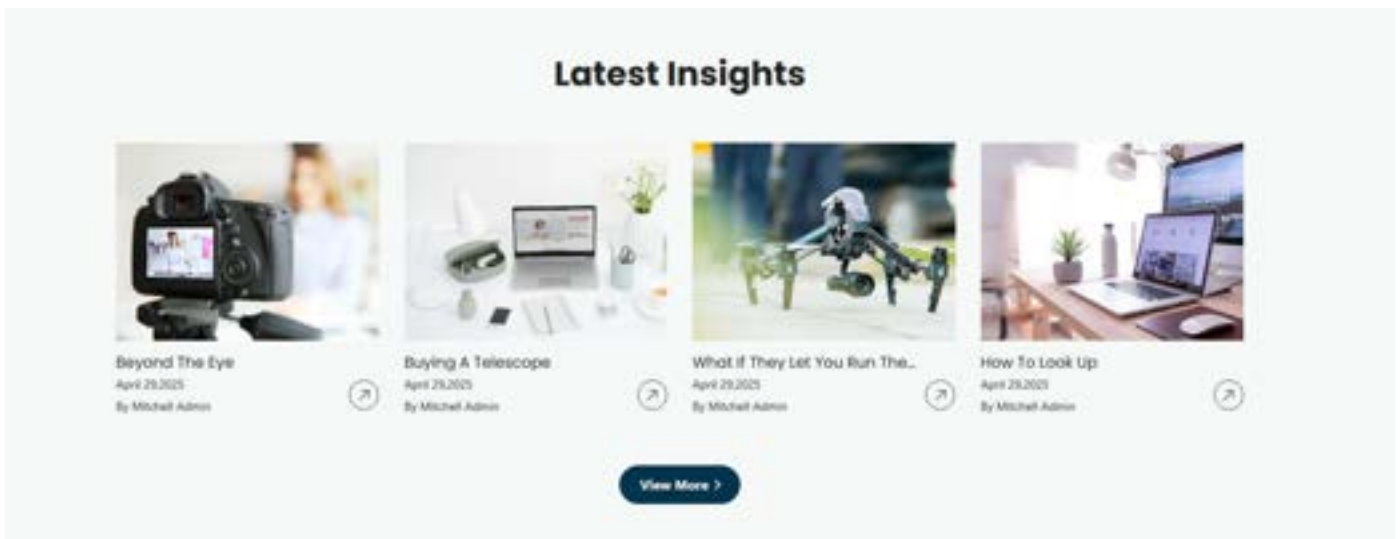 Latest Insights
Beyond The Eye
April 29,2025
By Mitchell Admin
Buying A Telescope
April 29,2025
By Mitchell Admin
What If They Let You Run The...
April 29,2025
By Mitchell Admin
How To Look Up
April 29,2025
By Mitchell Admin
View More >